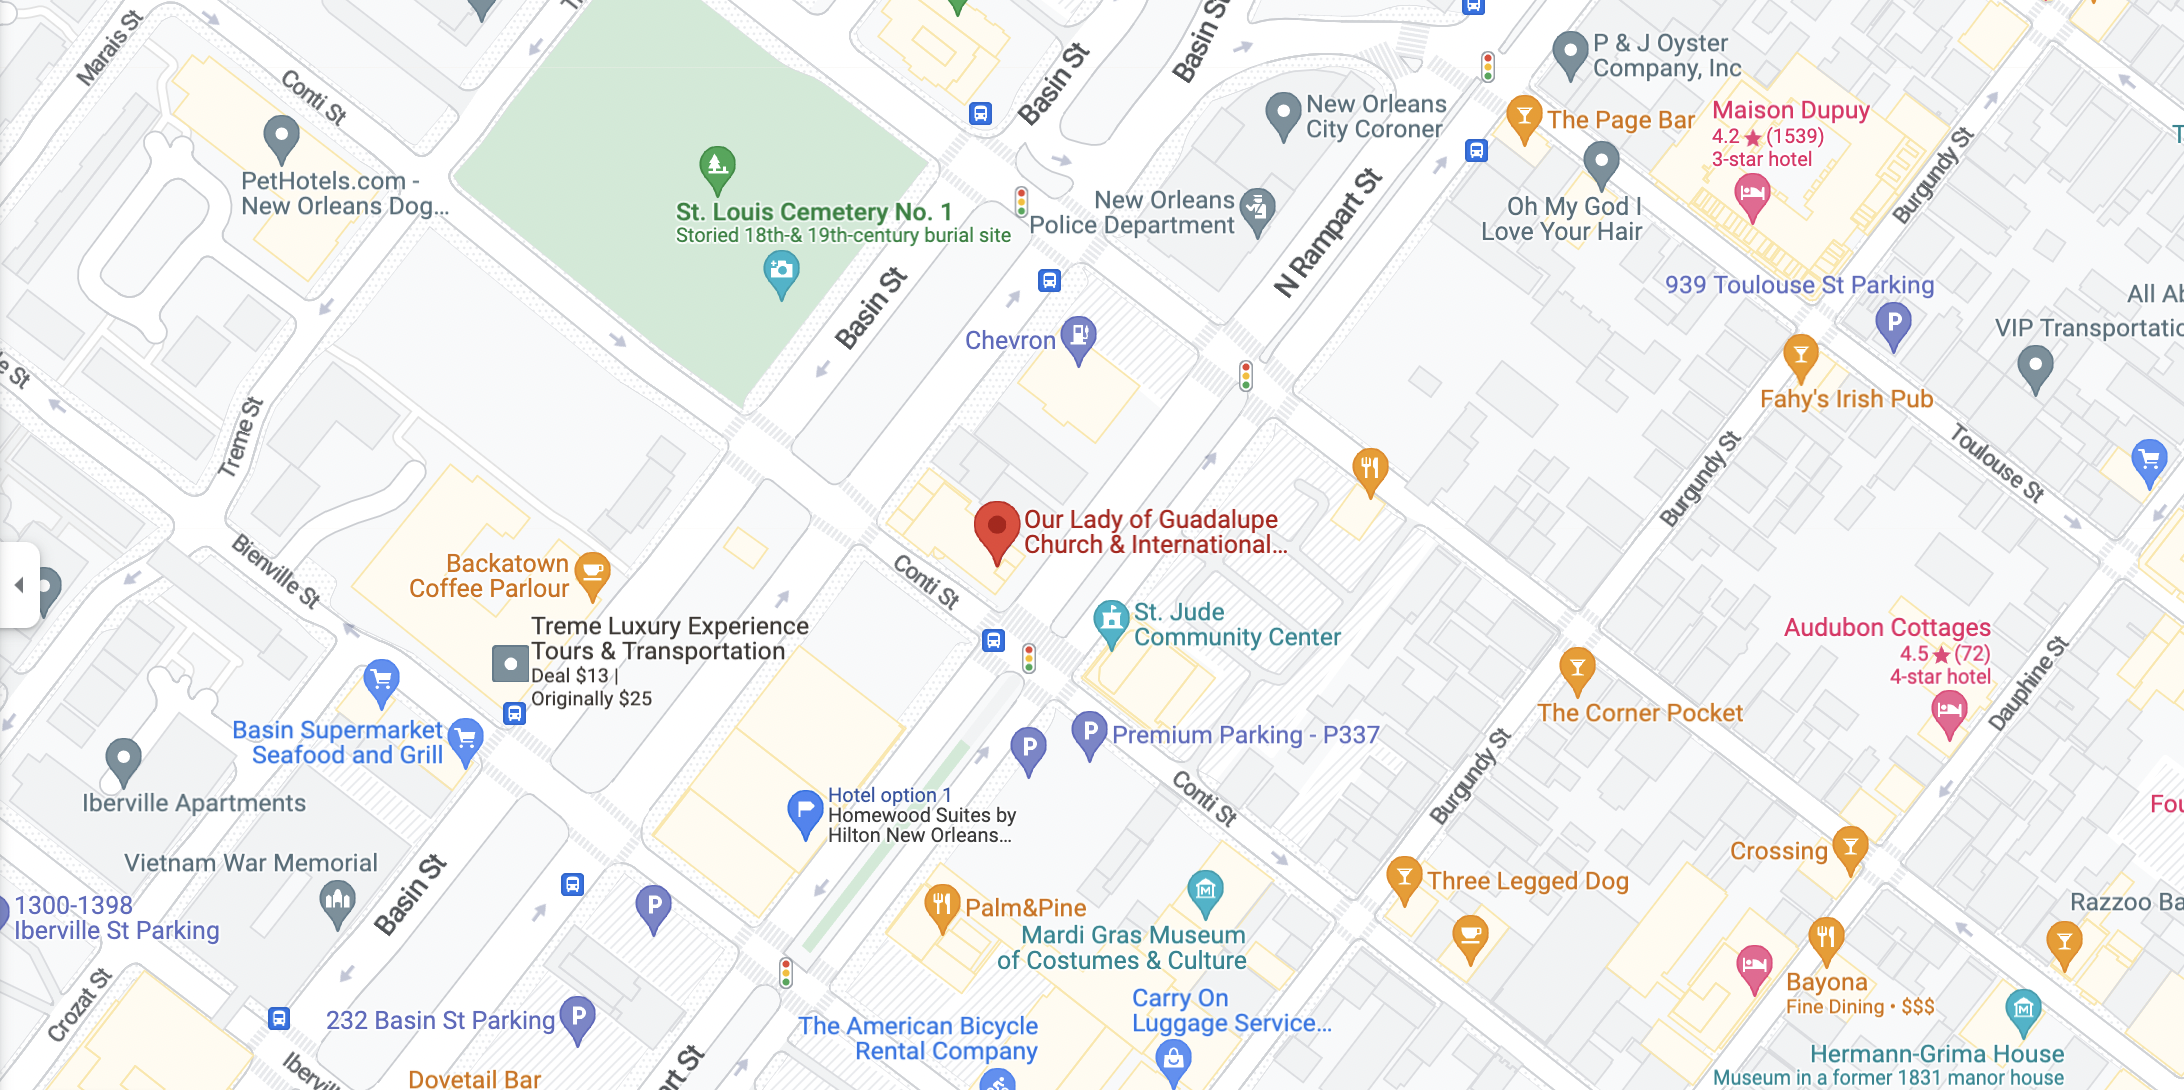 Marais St
Conti St
Basin St
Basin St
P & J Oyster
Company, Inc
The Page Bar
Maison Dupuy
4.2 ★ (1539)
3-star hotel
New Orleans
City Coroner
PetHotels.com -
New Orleans Dog...
St. Louis Cemetery No. 1
Storied 18th-& 19th-century burial site
New Orleans
Police Department
N Rampart St
Oh My God I
Love Your Hair
Burgundy St
939 Toulouse St Parking
P
All Ab
VIP Transportatio
Basin St
Chevron
Fahy's Irish Pub
e St
Treme St
Burgundy St
Toulouse St
Our Lady of Guadalupe
Church & International...
Bienville St
Backatown
Coffee Parlour
Conti St
St. Jude
Community Center
Treme Luxury Experience
Tours & Transportation
Deal $13 |
Originally $25
Audubon Cottages
4.5 ★ (72)
4-star hotel
Dauphine St
The Corner Pocket
Basin Supermarket
Seafood and Grill
P
P
Premium Parking - P337
Burgundy St
Conti St
Iberville Apartments
Hotel option 1
Homewood Suites by
Hilton New Orleans...
Fou
Crossing
Vietnam War Memorial
Basin St
Three Legged Dog
1300-1398
Iberville St Parking
P
Palm&Pine
Mardi Gras Museum
of Costumes & Culture
M
Razzoo Ba
Bayona
Fine Dining • $$$
Crozat St
232 Basin St Parking
P
Carry On
Luggage Service...
The American Bicycle
Rental Company
M
Hermann-Grima House
Museum in a former 1831 manor house
Ibervill
art St
Dovetail Bar